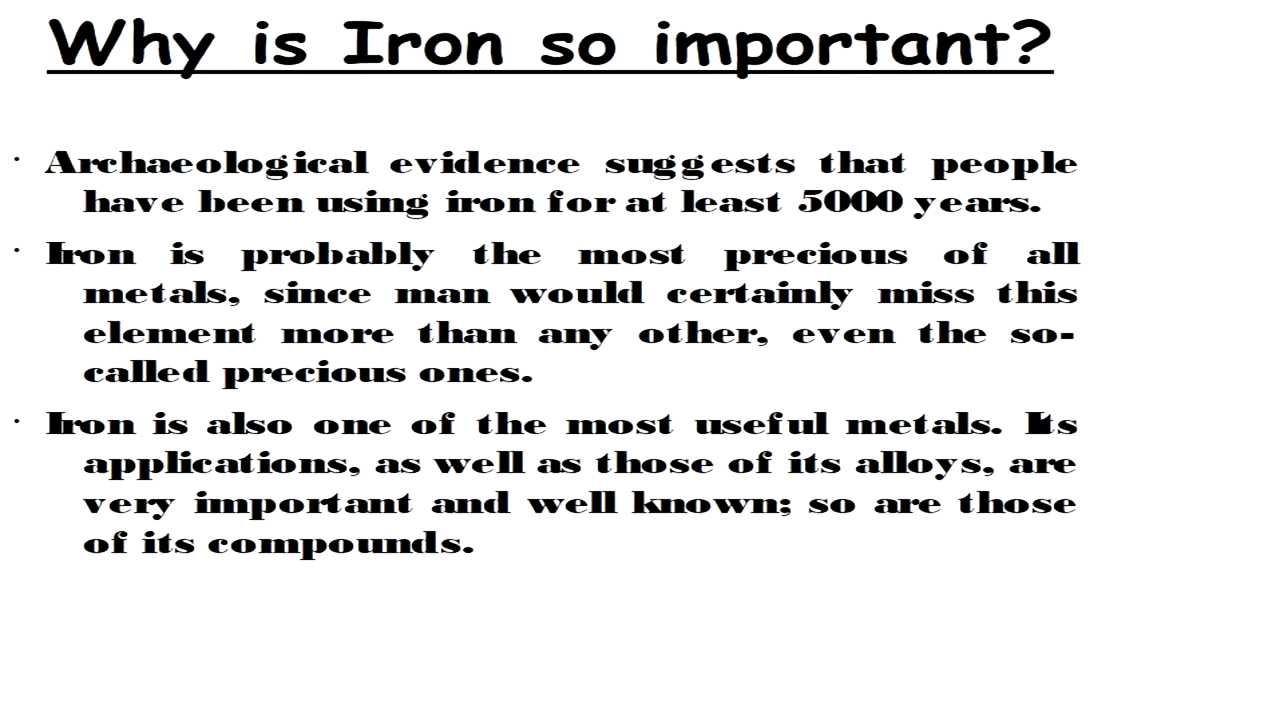 Why is Iron so important?
· Archaeological evidence suggests that people
have been using iron for at least 5000 years.
· Iron is probably the most precious of all
metals, since man would certainly miss this
element more than any other, even the so-
called precious ones.
· Iron is also one of the most useful metals. Its
applications, as well as those of its alloys, are
very important and well known; so are those
of its compounds.